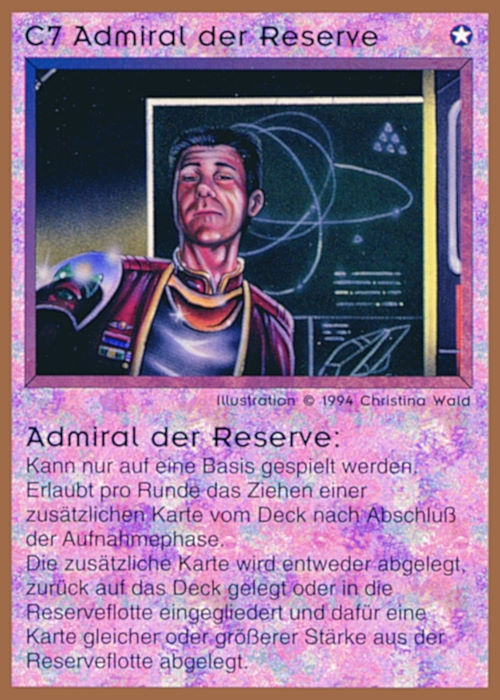 C7 Admiral der Reserve
Illustration © 1994 Christina Wald
Admiral der Reserve:
Kann nur auf eine Basis gespielt werden.
Erlaubt pro Runde das Ziehen einer
zusätzlichen Karte vom Deck nach Abschluß
der Aufnahmephase.
Die zusätzliche Karte wird entweder abgelegt,
zurück auf das Deck gelegt oder in die
Reserveflotte eingegliedert und dafür eine
Karte gleicher oder größerer Stärke aus der
Reserveflotte abgelegt.